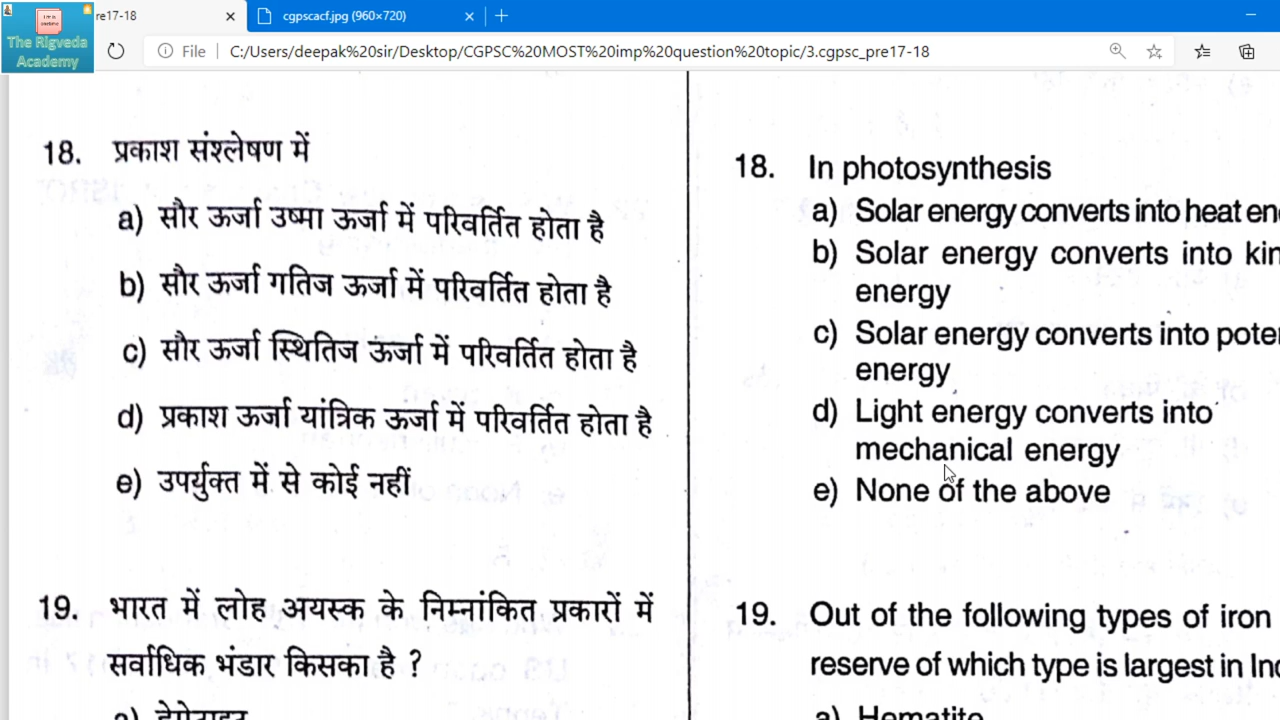 re17-18
cgpscacf.jpg (960×720)
The Rigveda
Academy
File
C:/Users/deepak%20sir/Desktop/CGPSC%20MOST%20imp%20question%20topic/3.cgpsc_pre17-18
18. प्रकाश संश्लेषण में
a) सौर ऊर्जा उष्मा ऊर्जा में परिवर्तित होता है
b) सौर ऊर्जा गतिज ऊर्जा में परिवर्तित होता है
c) सौर ऊर्जा स्थितिज ऊर्जा में परिवर्तित होता है
d) प्रकाश ऊर्जा यांत्रिक ऊर्जा में परिवर्तित होता है
e) उपर्युक्त में से कोई नहीं
19. भारत में लोह अयस्क के निम्नांकित प्रकारों में
सर्वाधिक भंडार किसका है ?
a) हेमेटाइट
18. In photosynthesis
a) Solar energy converts into heat en
b) Solar energy converts into kin
energy
c) Solar energy converts into poter
energy
d) Light energy converts into
mechanical energy
e) None of the above
19. Out of the following types of iron
reserve of which type is largest in Inc
a) Hematite